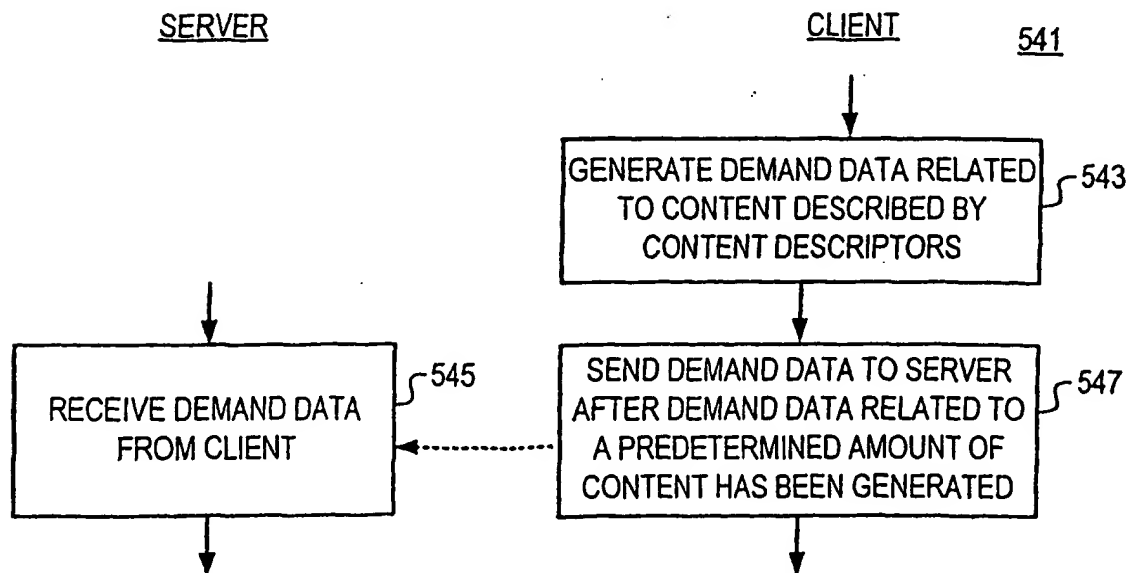 SERVER
CLIENT
541
GENERATE DEMAND DATA RELATED
TO CONTENT DESCRIBED BY
CONTENT DESCRIPTORS
543
RECEIVE DEMAND DATA
FROM CLIENT
545
SEND DEMAND DATA TO SERVER
AFTER DEMAND DATA RELATED TO
A PREDETERMINED AMOUNT OF
CONTENT HAS BEEN GENERATED
547